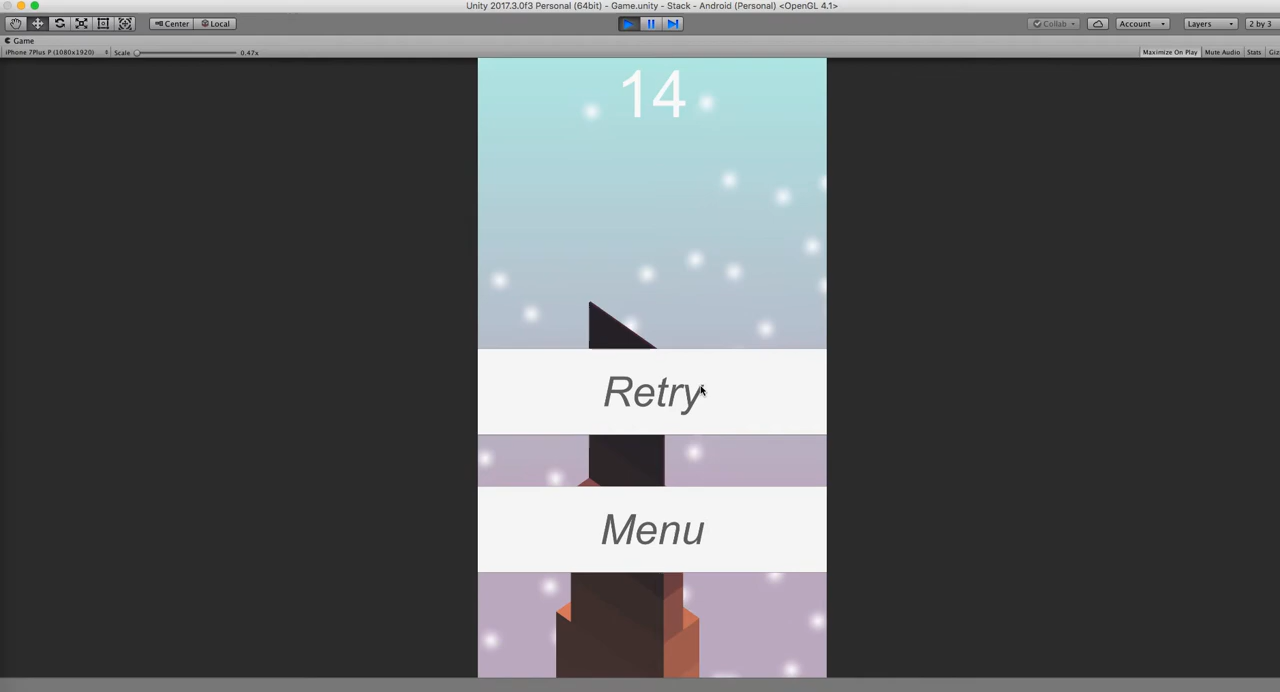 Unity 2017.3.0f3 Personal (64bit) - Game.unity - Stack - Android (Personal) <OpenGL 4.1>
Center Local Collab Account Layers 2 by 3
Game
iPhone 7Plus P (1080x1920) Scale 0.47x Maximize On Play Mute Audio Stats Giz
14
Retry
Menu